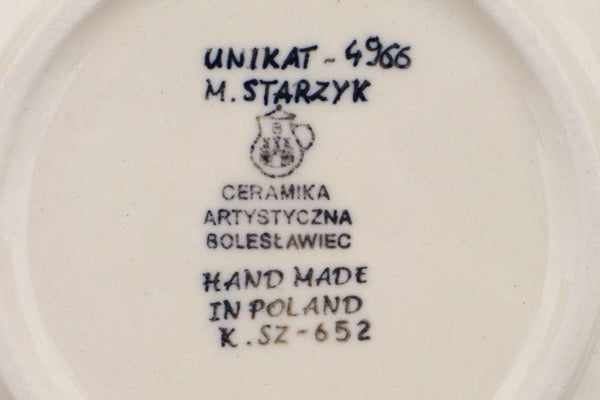 UNIKAT - 4966
M. STARZYK
CERAMIKA
ARTYSTYCZNA
BOLESŁAWIEC
HAND MADE
IN POLAND
K. SZ-652